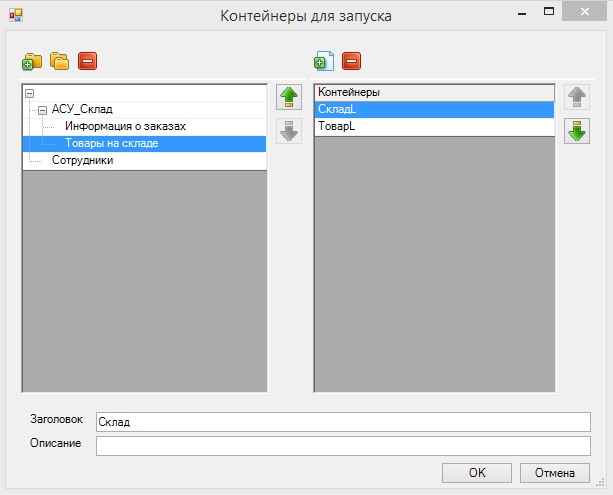 Контейнеры для запуска
АСУ_Склад
Информация о заказах
Товары на складе
Сотрудники
Контейнеры
СкладL
ТоварL
Заголовок
Склад
Описание
OK
Отмена